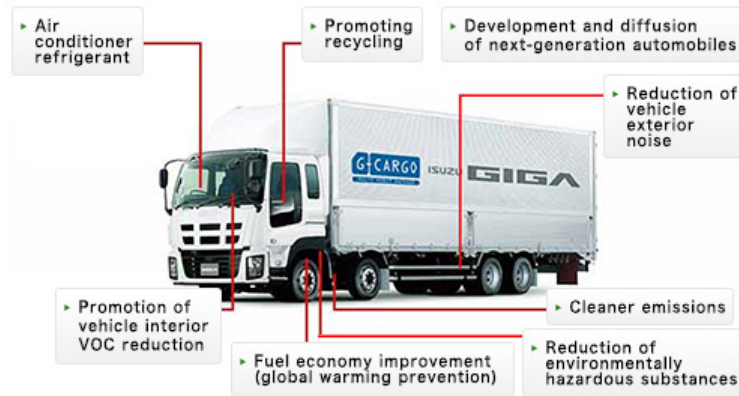 Air
conditioner
refrigerant
Promoting
recycling
Development and diffusion
of next-generation automobiles
Reduction of
vehicle
exterior
noise
G-CARGO
ISUZU GIGA
Promotion of
vehicle interior
VOC reduction
Fuel economy improvement
(global warming prevention)
Cleaner emissions
Reduction of
environmentally
hazardous substances